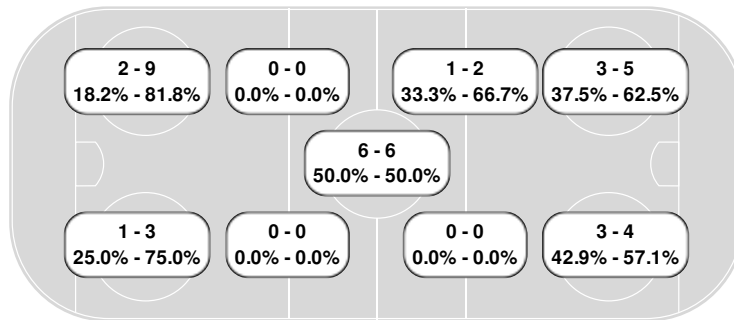 2 - 9
18.2% - 81.8%
0 - 0
0.0% - 0.0%
1 - 2
33.3% - 66.7%
3 - 5
37.5% - 62.5%
6 - 6
50.0% - 50.0%
1 - 3
25.0% - 75.0%
0 - 0
0.0% - 0.0%
0 - 0
0.0% - 0.0%
3 - 4
42.9% - 57.1%